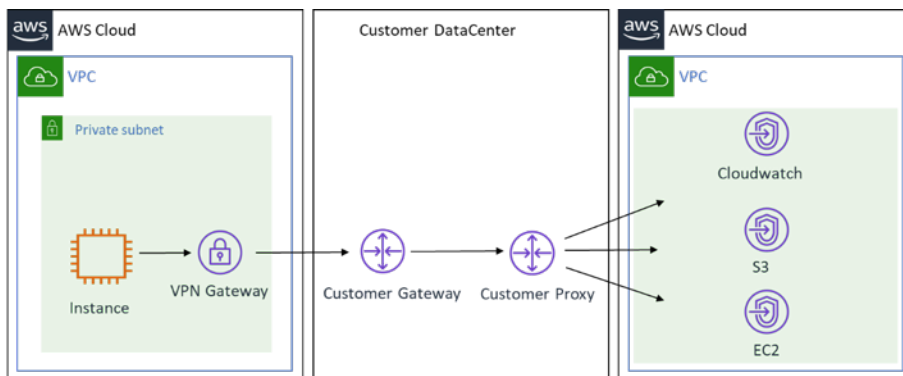 aws AWS Cloud
VPC
Private subnet
Instance
VPN Gateway
Customer DataCenter
Customer Gateway
Customer Proxy
aws AWS Cloud
VPC
Cloudwatch
S3
EC2